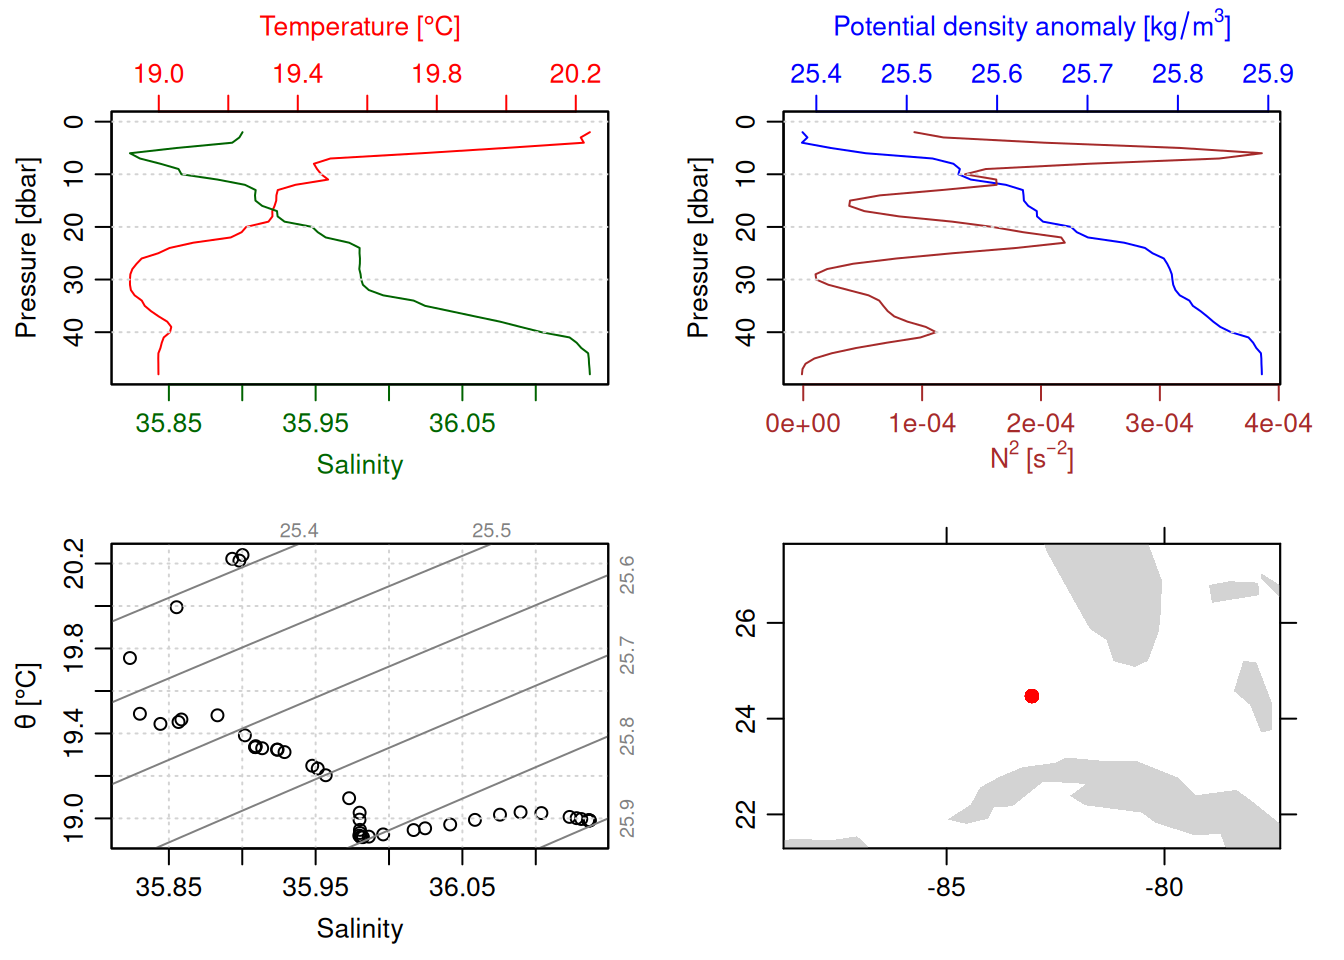 Temperature [°C]
19.0 19.4 19.8 20.2
Pressure [dbar]
0 10 20 30 40
35.85 35.95 36.05
Salinity
Potential density anomaly [kg/m³]
25.4 25.5 25.6 25.7 25.8 25.9
Pressure [dbar]
0 10 20 30 40
0e+00 1e-04 2e-04 3e-04 4e-04
N² [s⁻²]
25.4 25.5
25.6 25.7 25.8 25.9
θ [°C]
20.2 19.8 19.4 19.0
35.85 35.95 36.05
Salinity
26 24 22
-85 -80